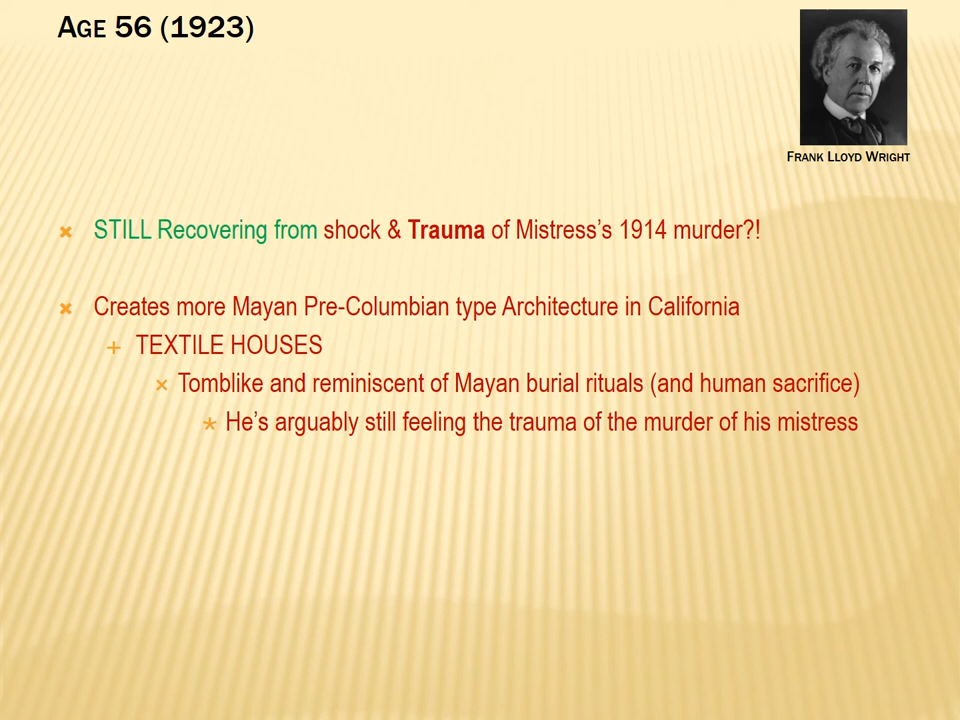 AGE 56 (1923)
FRANK LLOYD WRIGHT
STILL Recovering from shock & Trauma of Mistress's 1914 murder?!
Creates more Mayan Pre-Columbian type Architecture in California
TEXTILE HOUSES
Tomblike and reminiscent of Mayan burial rituals (and human sacrifice)
He's arguably still feeling the trauma of the murder of his mistress